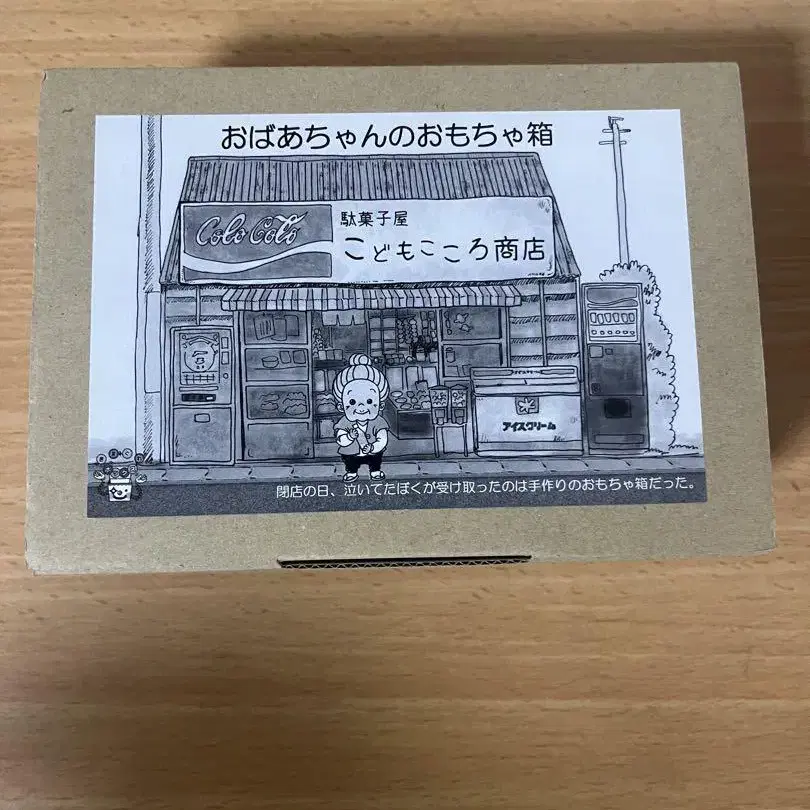 おばあちゃんのおもちゃ箱
Colo Colo
駄菓子屋
こどもこころ商店
アイスクリーム
閉店の日、泣いてたぼくが受け取ったのは手作りのおもちゃ箱だった。